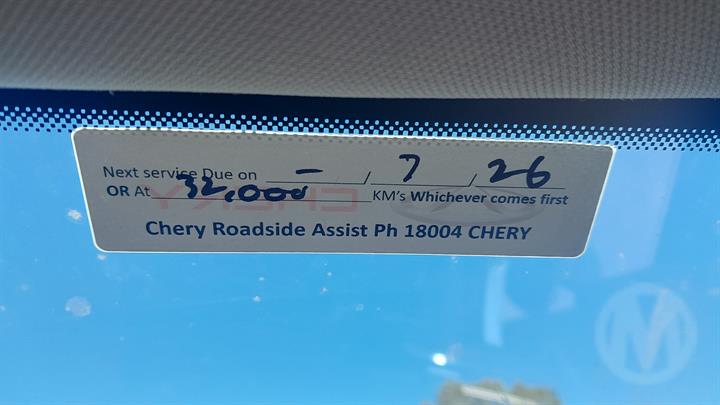 Next service Due on - / 7 / 26
OR At 32,000 KM's Whichever comes first
CHERY
Chery Roadside Assist Ph 18004 CHERY
M